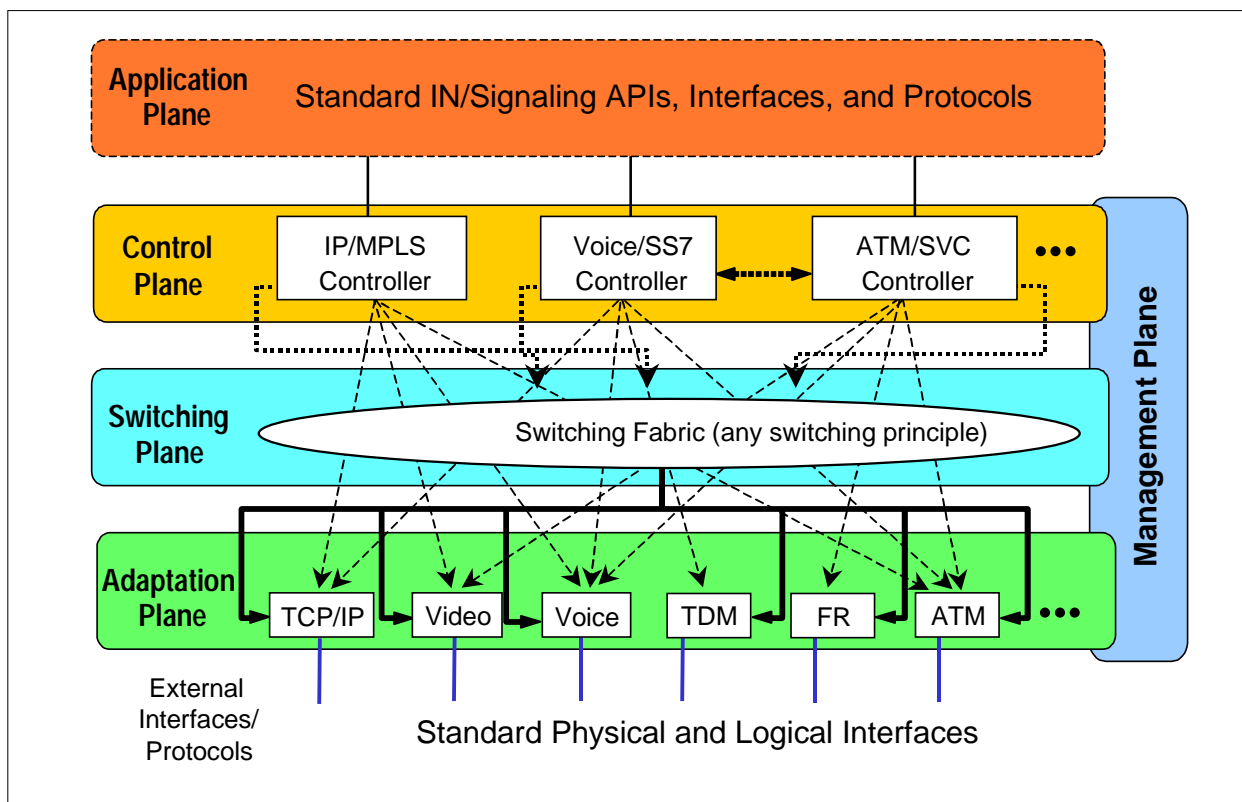 Application
Plane
Standard IN/Signaling APIs, Interfaces, and Protocols
Control
Plane
IP/MPLS
Controller
Voice/SS7
Controller
ATM/SVC
Controller
•••
Management Plane
Switching
Plane
Switching Fabric (any switching principle)
Adaptation
Plane
TCP/IP
Video
Voice
TDM
FR
ATM
•••
External
Interfaces/
Protocols
Standard Physical and Logical Interfaces